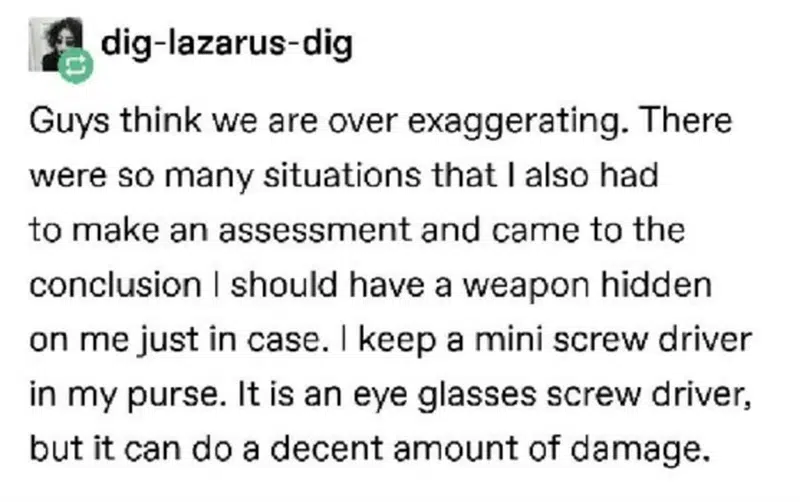 dig-lazarus-dig
Guys think we are over exaggerating. There
were so many situations that I also had
to make an assessment and came to the
conclusion I should have a weapon hidden
on me just in case. I keep a mini screw driver
in my purse. It is an eye glasses screw driver,
but it can do a decent amount of damage.